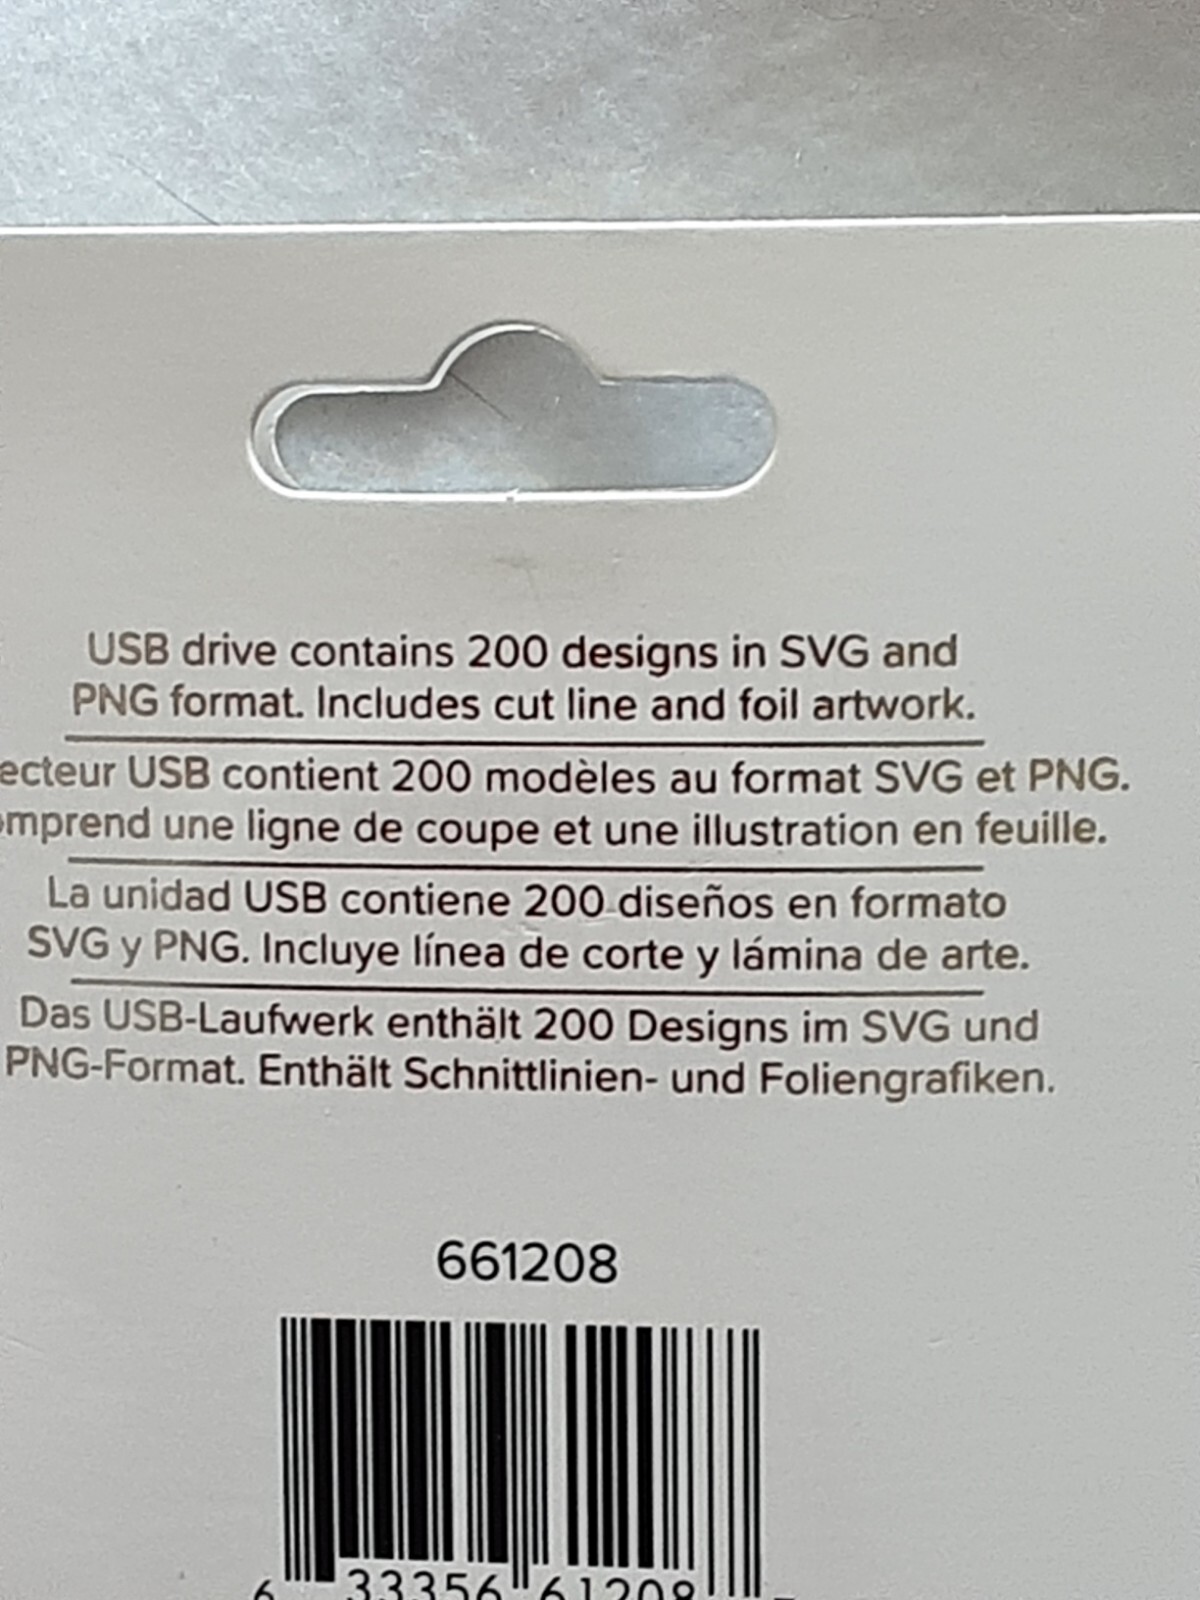 USB drive contains 200 designs in SVG and
PNG format. Includes cut line and foil artwork.
USB contient 200 modèles au format SVG et PNG.
une ligne de coupe et une illustration en feuille.
La unidad USB contiene 200 diseños en formato
SVG y PNG. Incluye línea de corte y lámina de arte.
Das USB-Laufwerk enthält 200 Designs im SVG und
PNG-Format. Enthält Schnittlinien- und Foliengrafiken.
661208
6 33356 61208